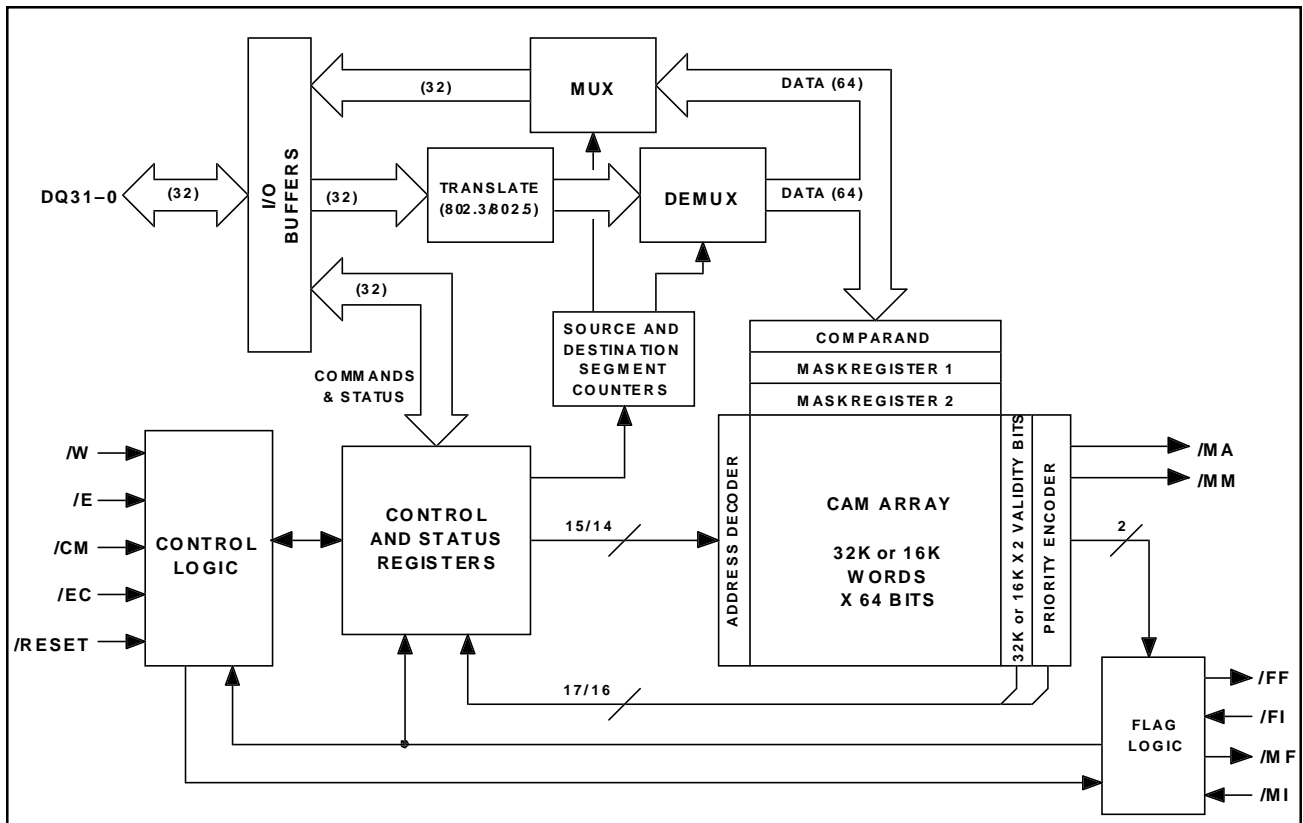 MUX
DATA (64)
(32)
I/O
BUFFERS
DQ31–0
(32)
(32)
TRANSLATE
(802.3/802.5)
DEMUX
DATA (64)
(32)
COMMANDS
& STATUS
SOURCE AND
DESTINATION
SEGMENT
COUNTERS
COMPARAND
MASKREGISTER 1
MASKREGISTER 2
/W
/E
/CM
/EC
/RESET
CONTROL
LOGIC
CONTROL
AND STATUS
REGISTERS
15/14
ADDRESS DECODER
CAM ARRAY
32K or 16K
WORDS
X 64 BITS
32K or 16K X 2 VALIDITY BITS
PRIORITY ENCODER
/MA
/MM
2
17/16
FLAG
LOGIC
/FF
/FI
/MF
/MI